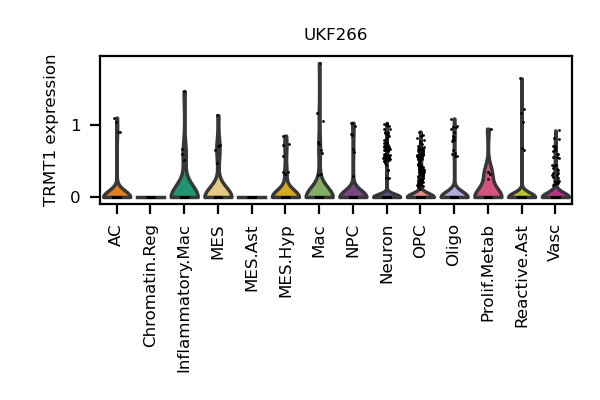 UKF266
TRMT1 expression
1
0
AC
Chromatin.Reg
Inflammatory.Mac
MES
MES.Ast
MES.Hyp
Mac
NPC
Neuron
OPC
Oligo
Prolif.Metab
Reactive.Ast
Vasc